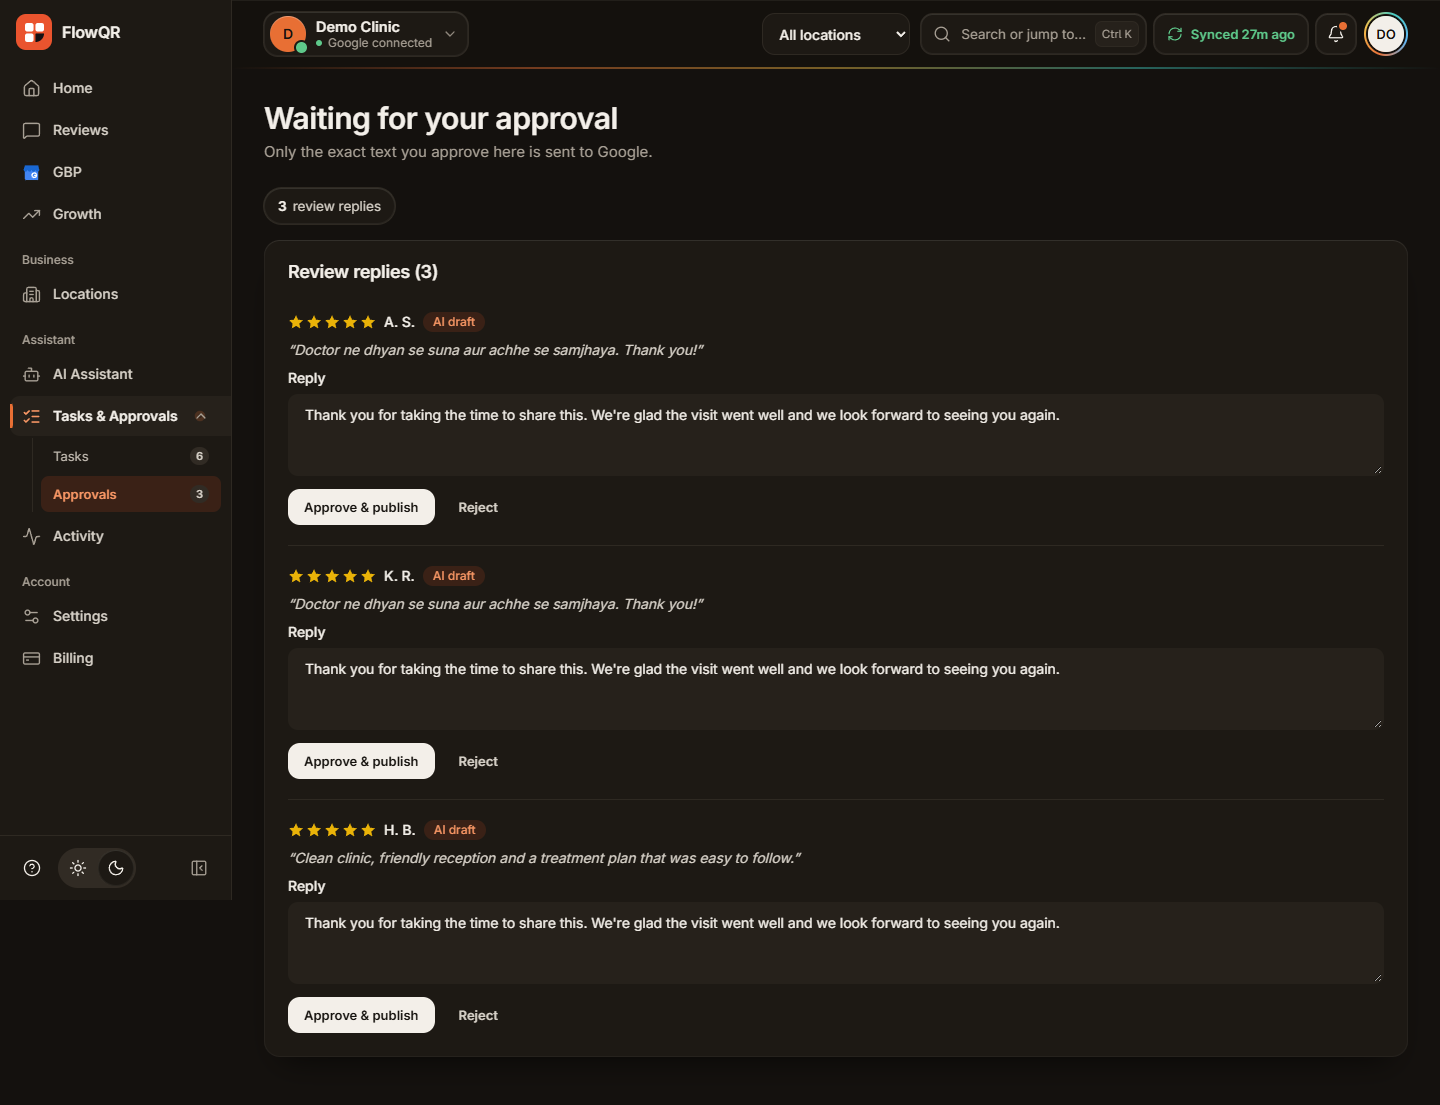 FlowQR
Demo Clinic
Google connected
All locations
Search or jump to...
Ctrl K
Synced 27m ago
DO
D
Home
Reviews
GBP
Growth
Business
Locations
Assistant
AI Assistant
Tasks & Approvals
Tasks 6
Approvals 3
Activity
Account
Settings
Billing
Waiting for your approval
Only the exact text you approve here is sent to Google.
3 review replies
Review replies (3)
A. S. AI draft
“Doctor ne dhyan se suna aur achhe se samjhaya. Thank you!”
Reply
Thank you for taking the time to share this. We're glad the visit went well and we look forward to seeing you again.
Approve & publish Reject
K. R. AI draft
“Doctor ne dhyan se suna aur achhe se samjhaya. Thank you!”
Reply
Thank you for taking the time to share this. We're glad the visit went well and we look forward to seeing you again.
Approve & publish Reject
H. B. AI draft
“Clean clinic, friendly reception and a treatment plan that was easy to follow.”
Reply
Thank you for taking the time to share this. We're glad the visit went well and we look forward to seeing you again.
Approve & publish Reject